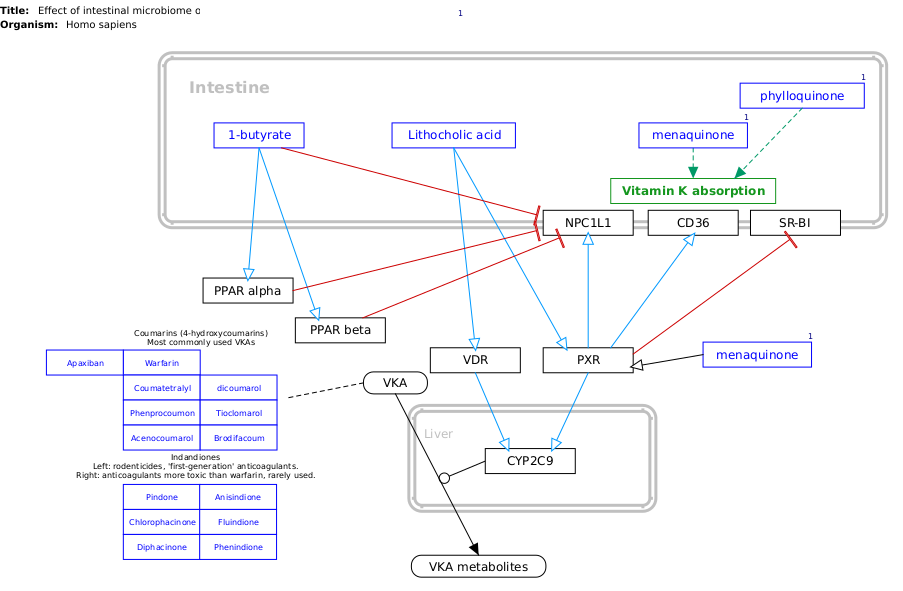 Title: Effect of intestinal microbiome o
Organism: Homo sapiens
1
Intestine
1
phylloquinone
1
1-butyrate
Lithocholic acid
menaquinone
Vitamin K absorption
NPC1L1
CD36
SR-BI
PPAR alpha
PPAR beta
Coumarins (4-hydroxycoumarins)
Most commonly used VKAs
1
VDR
PXR
menaquinone
Apaxiban
Warfarin
VKA
Coumatetralyl
dicoumarol
Phenprocoumon
Tioclomarol
Acenocoumarol
Brodifacoum
Liver
CYP2C9
Indandiones
Left: rodenticides, 'first-generation' anticoagulants.
Right: anticoagulants more toxic than warfarin, rarely used.
Pindone
Anisindione
Chlorophacinone
Fluindione
Diphacinone
Phenindione
VKA metabolites